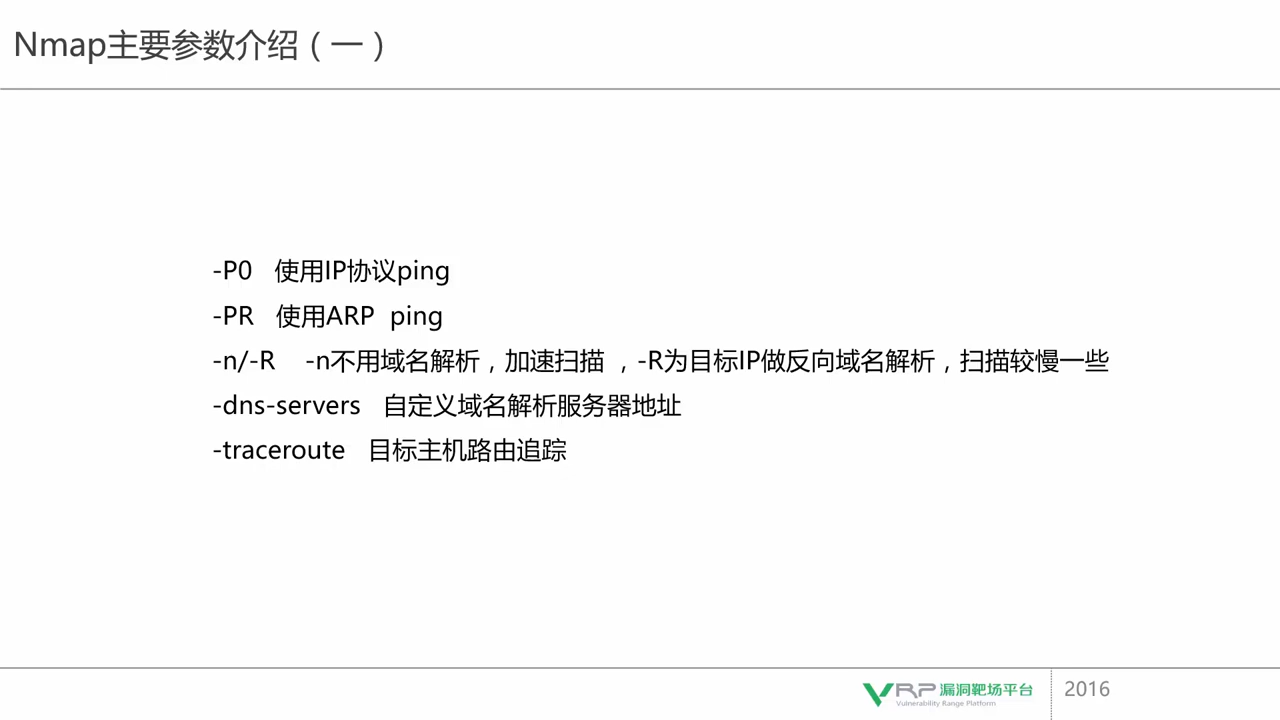 Nmap主要参数介绍（一）
-P0 使用IP协议ping
-PR 使用ARP ping
-n/-R -n不用域名解析，加速扫描 ，-R为目标IP做反向域名解析，扫描较慢一些
-dns-servers 自定义域名解析服务器地址
-traceroute 目标主机路由追踪
VRP 漏洞靶场平台
Vulnerability Range Platform
2016